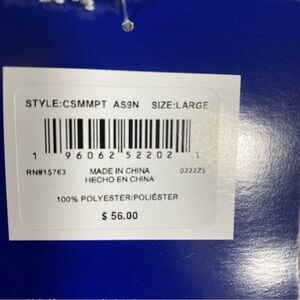 STYLE:CSMMPT AS9N SIZE:LARGE
1 96062 52202 1
RN#15763 MADE IN CHINA 0222Z5
HECHO EN CHINA
100% POLYESTER/POLIÉSTER
$ 56.00